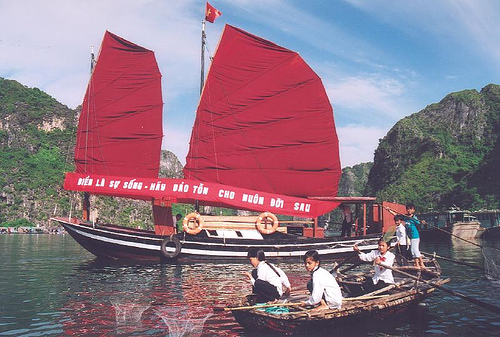 BIỂN LÀ SỰ SỐNG - HÃY BẢO TỒN CHO MUÔN ĐỜI SAU